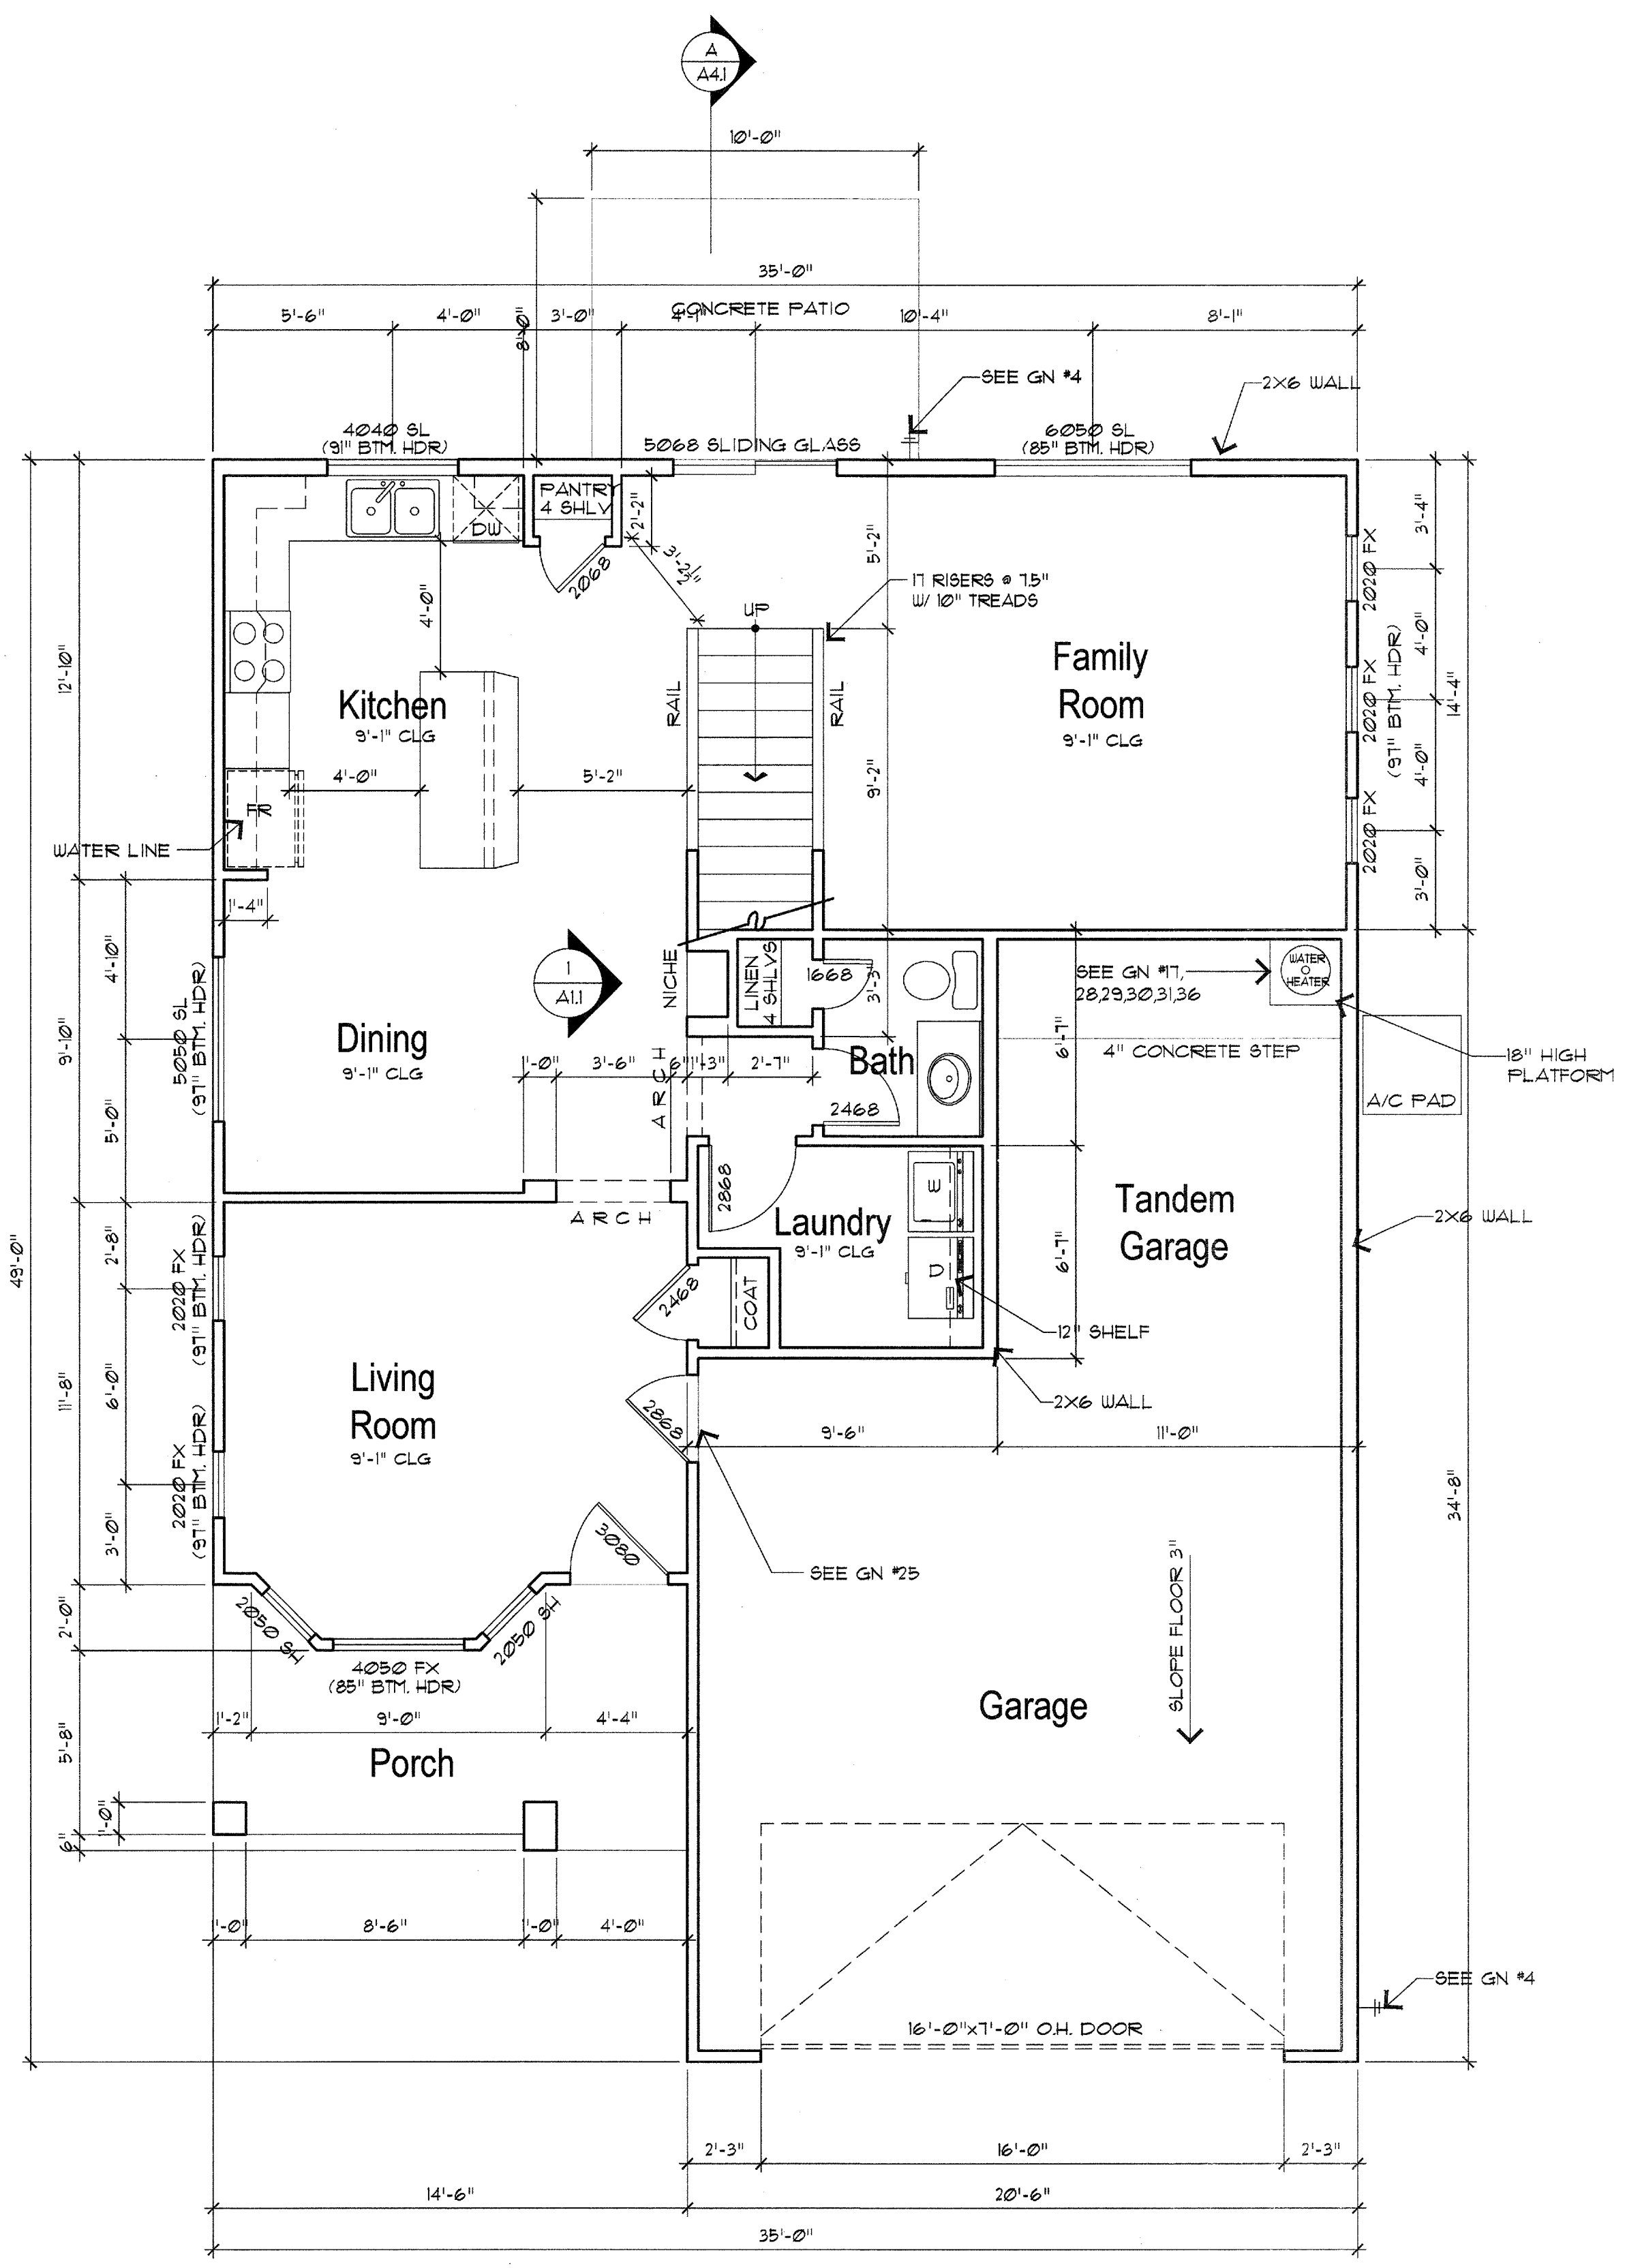 A
A4.1
10'-0"
35'-0"
CONCRETE PATIO
5'-6"
4'-0"
8'-0"
3'-0"
4'-1"
10'-4"
8'-1"
SEE GN #4
2X6 WALL
4040 SL
(91" BTM. HDR)
5068 SLIDING GLASS
6050 SL
(85" BTM. HDR)
PANTRY
4 SHLV
DW
2'-2"
2068
3'-2½"
5'-2"
3'-4"
2020 FX
4'-0"
UP
17 RISERS @ 7.5"
W/ 10" TREADS
12'-10"
4'-0"
Kitchen
9'-1" CLG
RAIL
RAIL
Family
Room
9'-1" CLG
2020 FX
(97" BTM. HDR)
14'-4"
4'-0"
5'-2"
9'-2"
4'-0"
FR
WATER LINE
2020 FX
3'-0"
1'-4"
4'-10"
1
A1.1
NICHE
LINEN
4 SHLVS
1668
3'-3"
SEE GN #17,
28,29,30,31,36
WATER
HEATER
9'-10"
5050 SL
(97" BTM. HDR)
Dining
9'-1" CLG
1'-0"
3'-6"
6"
1'-3"
2'-7"
ARCH
Bath
2468
6'-7"
4" CONCRETE STEP
18" HIGH
PLATFORM
A/C PAD
5'-0"
2868
ARCH
W
Laundry
9'-1" CLG
D
6'-7"
Tandem
Garage
2X6 WALL
49'-0"
2'-8"
2020 FX
(97" BTM. HDR)
2468
COAT
12" SHELF
11'-8"
6'-0"
Living
Room
9'-1" CLG
2868
2X6 WALL
9'-6"
11'-0"
2020 FX
(97" BTM. HDR)
3'-0"
3080
SEE GN #25
34'-8"
SLOPE FLOOR 3"
2'-0"
2050 SH
2050 SH
4050 FX
(85" BTM. HDR)
1'-2"
9'-0"
4'-4"
Garage
5'-8"
Porch
1'-0"
6"
1'-0"
8'-6"
1'-0"
4'-0"
SEE GN #4
16'-0"x7'-0" O.H. DOOR
2'-3"
16'-0"
2'-3"
14'-6"
20'-6"
35'-0"